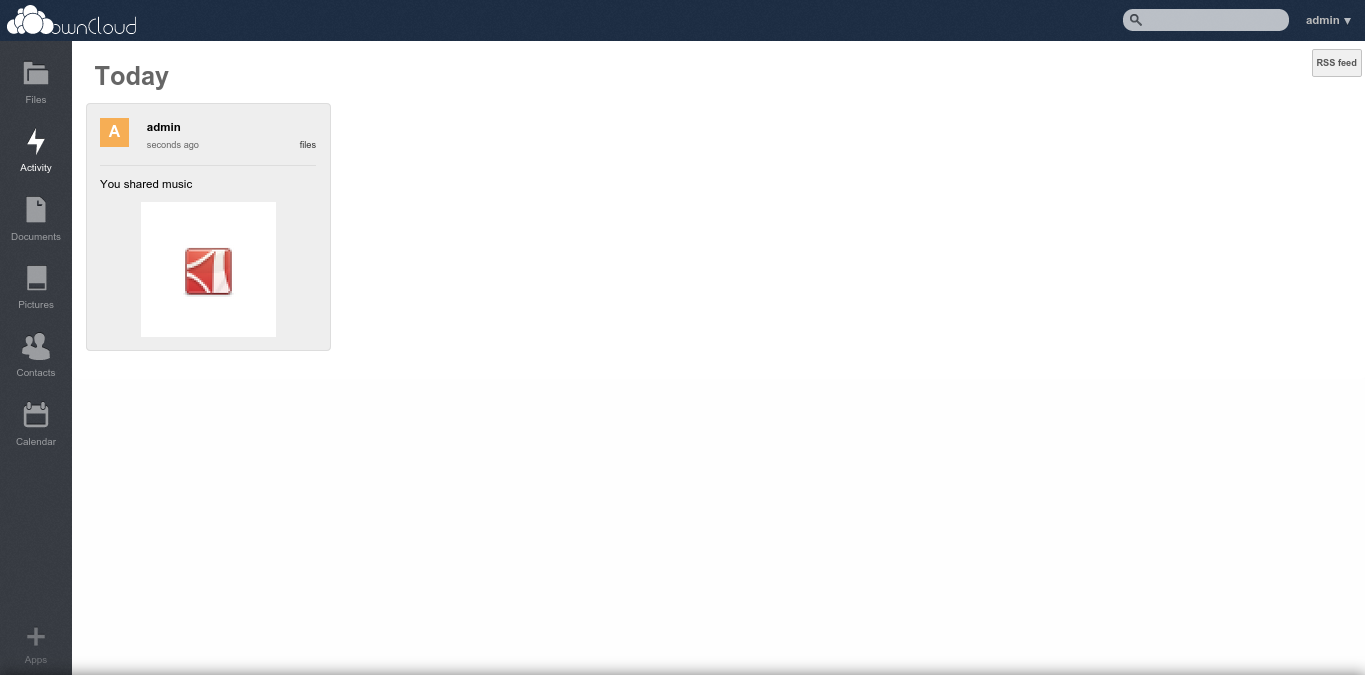 ownCloud
admin ▼
Files
Activity
Documents
Pictures
Contacts
Calendar
Apps
Today
RSS feed
A
admin
seconds ago files
You shared music